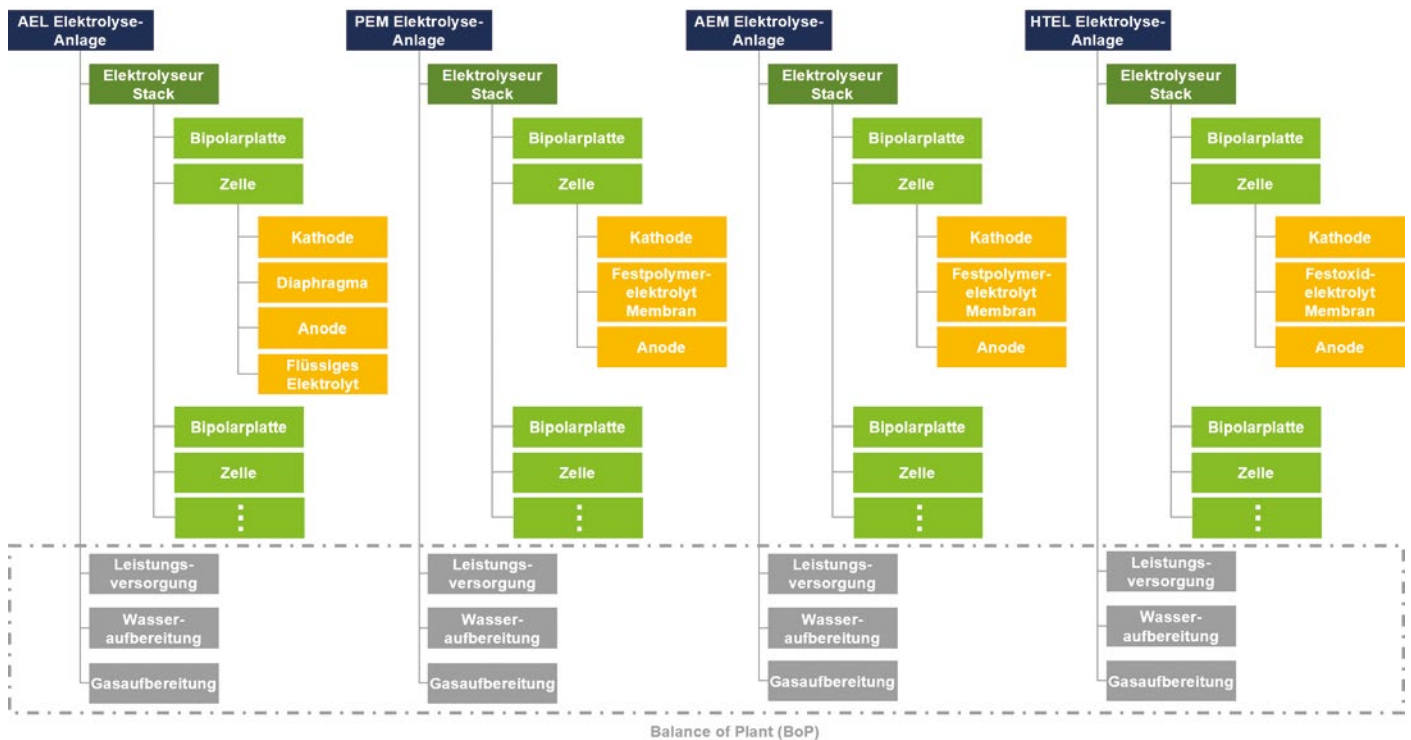 AEL Elektrolyse-
Anlage
Elektrolyseur
Stack
Bipolarplatte
Zelle
Kathode
Diaphragma
Anode
Flüssiges
Elektrolyt
Bipolarplatte
Zelle
Leistungs-
versorgung
Wasser-
aufbereitung
Gasaufbereitung
PEM Elektrolyse-
Anlage
Elektrolyseur
Stack
Bipolarplatte
Zelle
Kathode
Festpolymer-
elektrolyt
Membran
Anode
Bipolarplatte
Zelle
Leistungs-
versorgung
Wasser-
aufbereitung
Gasaufbereitung
AEM Elektrolyse-
Anlage
Elektrolyseur
Stack
Bipolarplatte
Zelle
Kathode
Festpolymer-
elektrolyt
Membran
Anode
Bipolarplatte
Zelle
Leistungs-
versorgung
Wasser-
aufbereitung
Gasaufbereitung
HTEL Elektrolyse-
Anlage
Elektrolyseur
Stack
Bipolarplatte
Zelle
Kathode
Festoxid-
elektrolyt
Membran
Anode
Bipolarplatte
Zelle
Leistungs-
versorgung
Wasser-
aufbereitung
Gasaufbereitung
Balance of Plant (BoP)